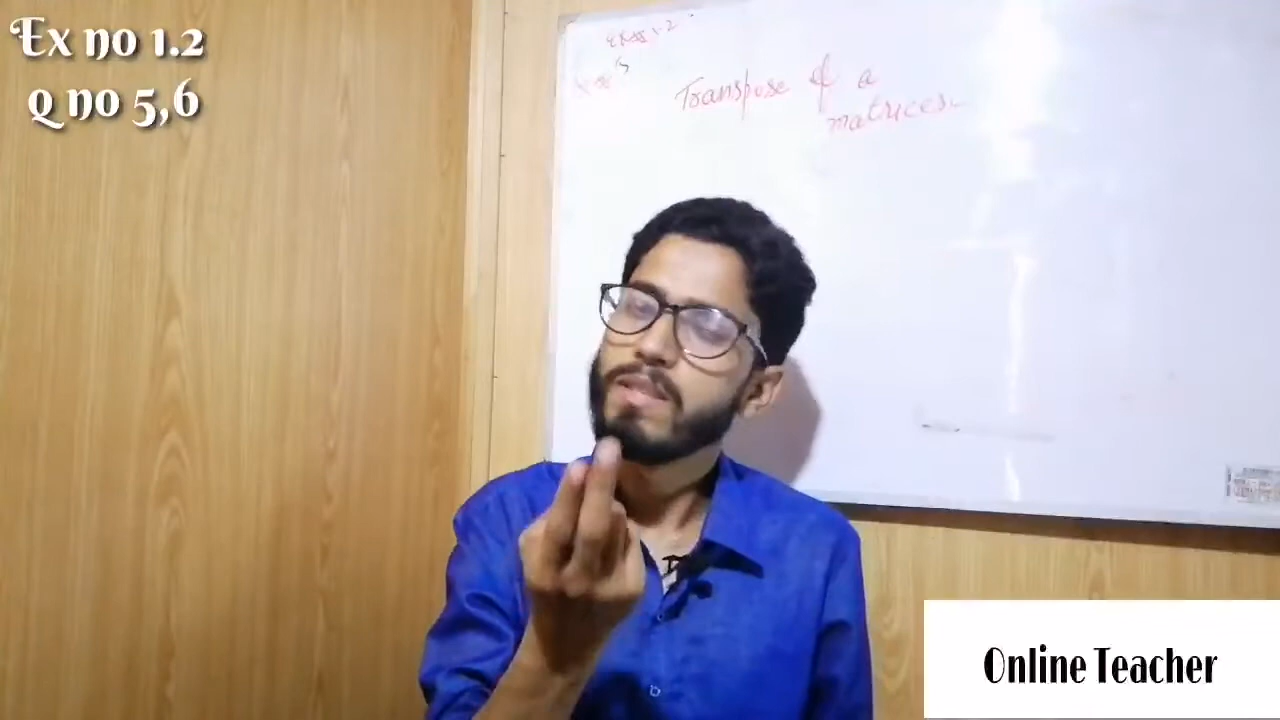 Ex no 1.2
Q no 5,6
Transpose of a
matrices.
Online Teacher